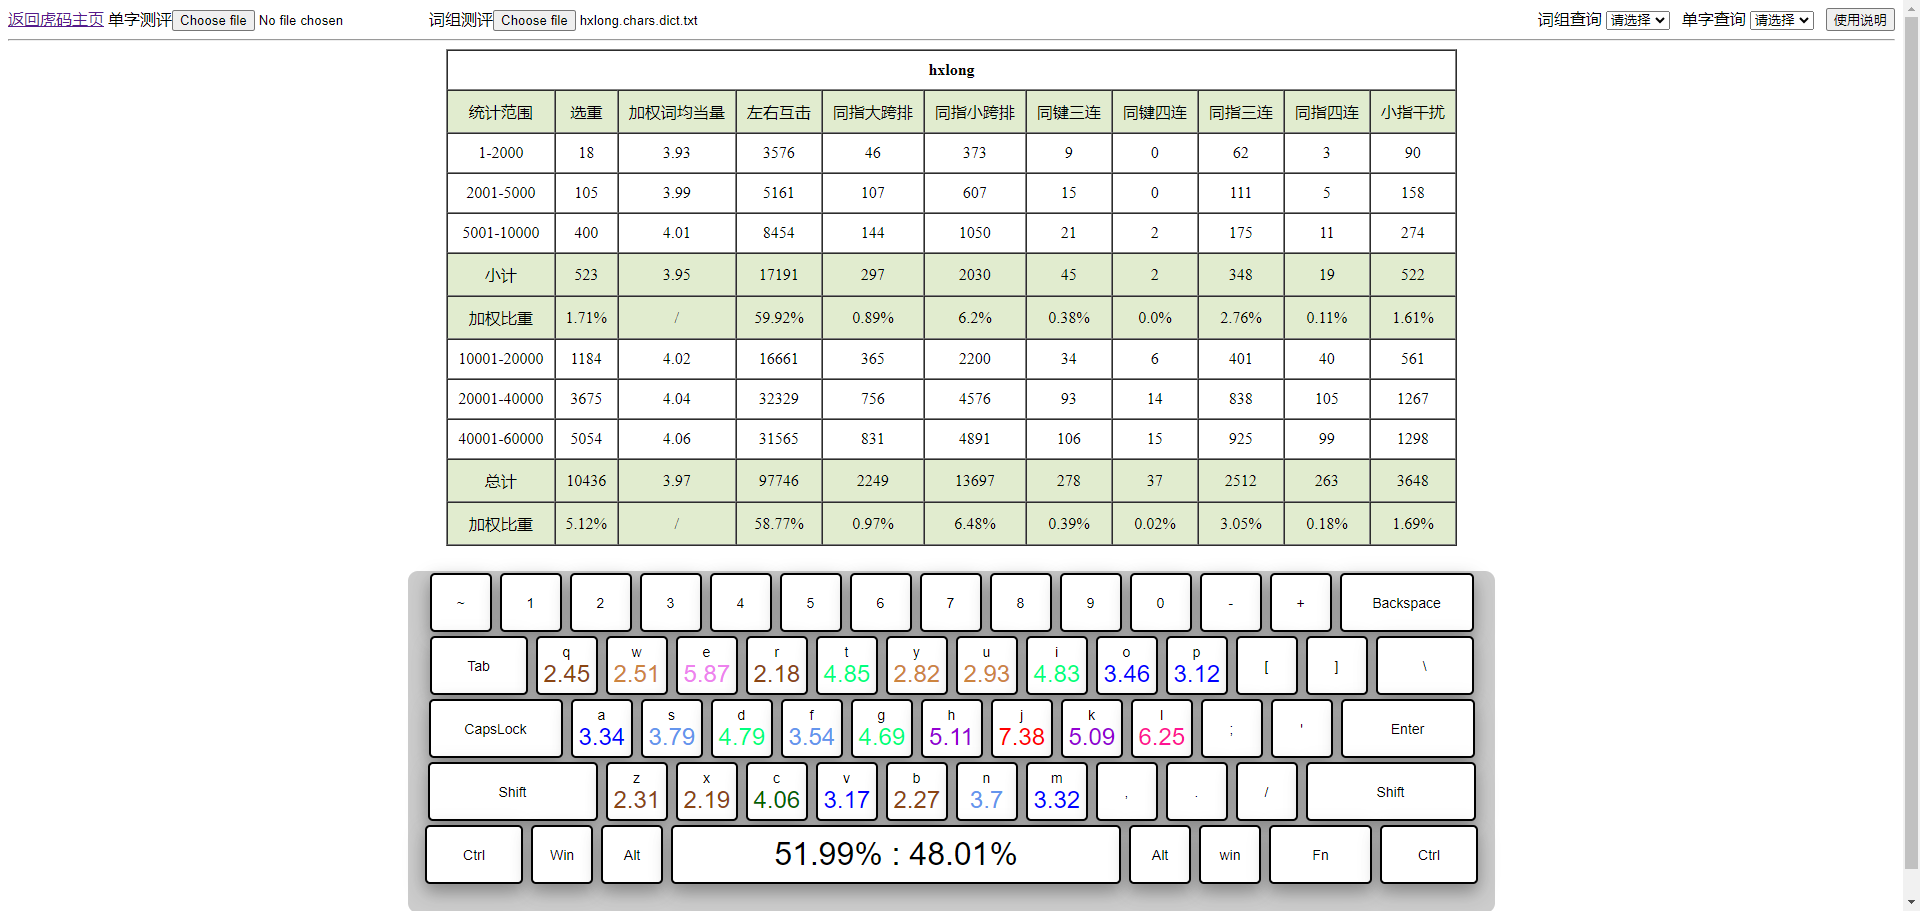 返回虎码主页 单字测评 Choose file No file chosen 词组测评 Choose file hxlong.chars.dict.txt 词组查询 请选择 单字查询 请选择 使用说明
hxlong
统计范围 选重 加权词均当量 左右互击 同指大跨排 同指小跨排 同键三连 同键四连 同指三连 同指四连 小指干扰
1-2000 18 3.93 3576 46 373 9 0 62 3 90
2001-5000 105 3.99 5161 107 607 15 0 111 5 158
5001-10000 400 4.01 8454 144 1050 21 2 175 11 274
小计 523 3.95 17191 297 2030 45 2 348 19 522
加权比重 1.71% / 59.92% 0.89% 6.2% 0.38% 0.0% 2.76% 0.11% 1.61%
10001-20000 1184 4.02 16661 365 2200 34 6 401 40 561
20001-40000 3675 4.04 32329 756 4576 93 14 838 105 1267
40001-60000 5054 4.06 31565 831 4891 106 15 925 99 1298
总计 10436 3.97 97746 2249 13697 278 37 2512 263 3648
加权比重 5.12% / 58.77% 0.97% 6.48% 0.39% 0.02% 3.05% 0.18% 1.69%
~ 1 2 3 4 5 6 7 8 9 0 - + Backspace
q w e r t y u i o p
Tab 2.45 2.51 5.87 2.18 4.85 2.82 2.93 4.83 3.46 3.12 [ ] \
a s d f g h j k l
CapsLock 3.34 3.79 4.79 3.54 4.69 5.11 7.38 5.09 6.25 ; ' Enter
z x c v b n m
Shift 2.31 2.19 4.06 3.17 2.27 3.7 3.32 , . / Shift
Ctrl Win Alt 51.99% : 48.01% Alt win Fn Ctrl